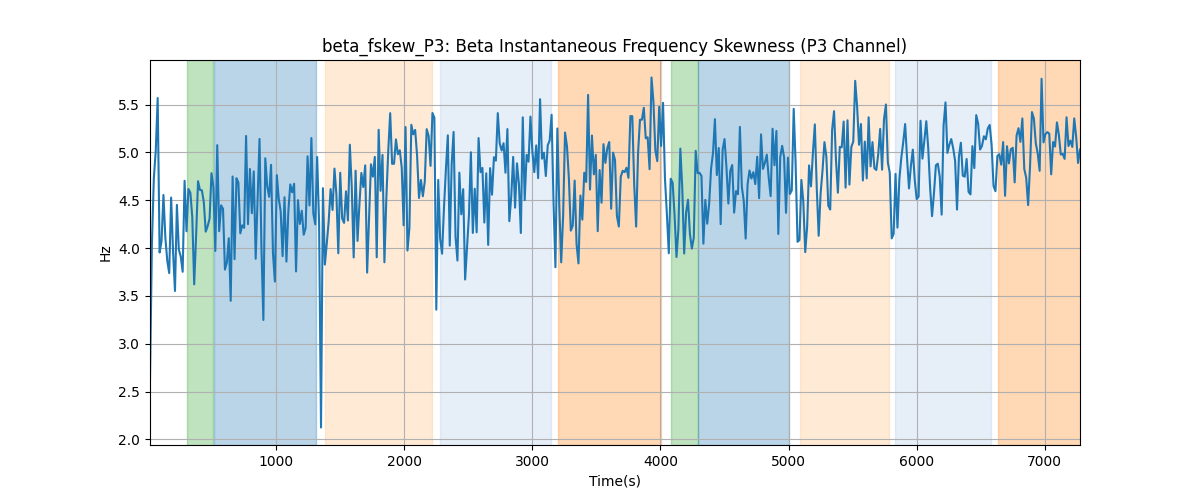 beta_fskew_P3: Beta Instantaneous Frequency Skewness (P3 Channel)
5.5
5.0
4.5
4.0
3.5
3.0
2.5
2.0
Hz
1000 2000 3000 4000 5000 6000 7000
Time(s)